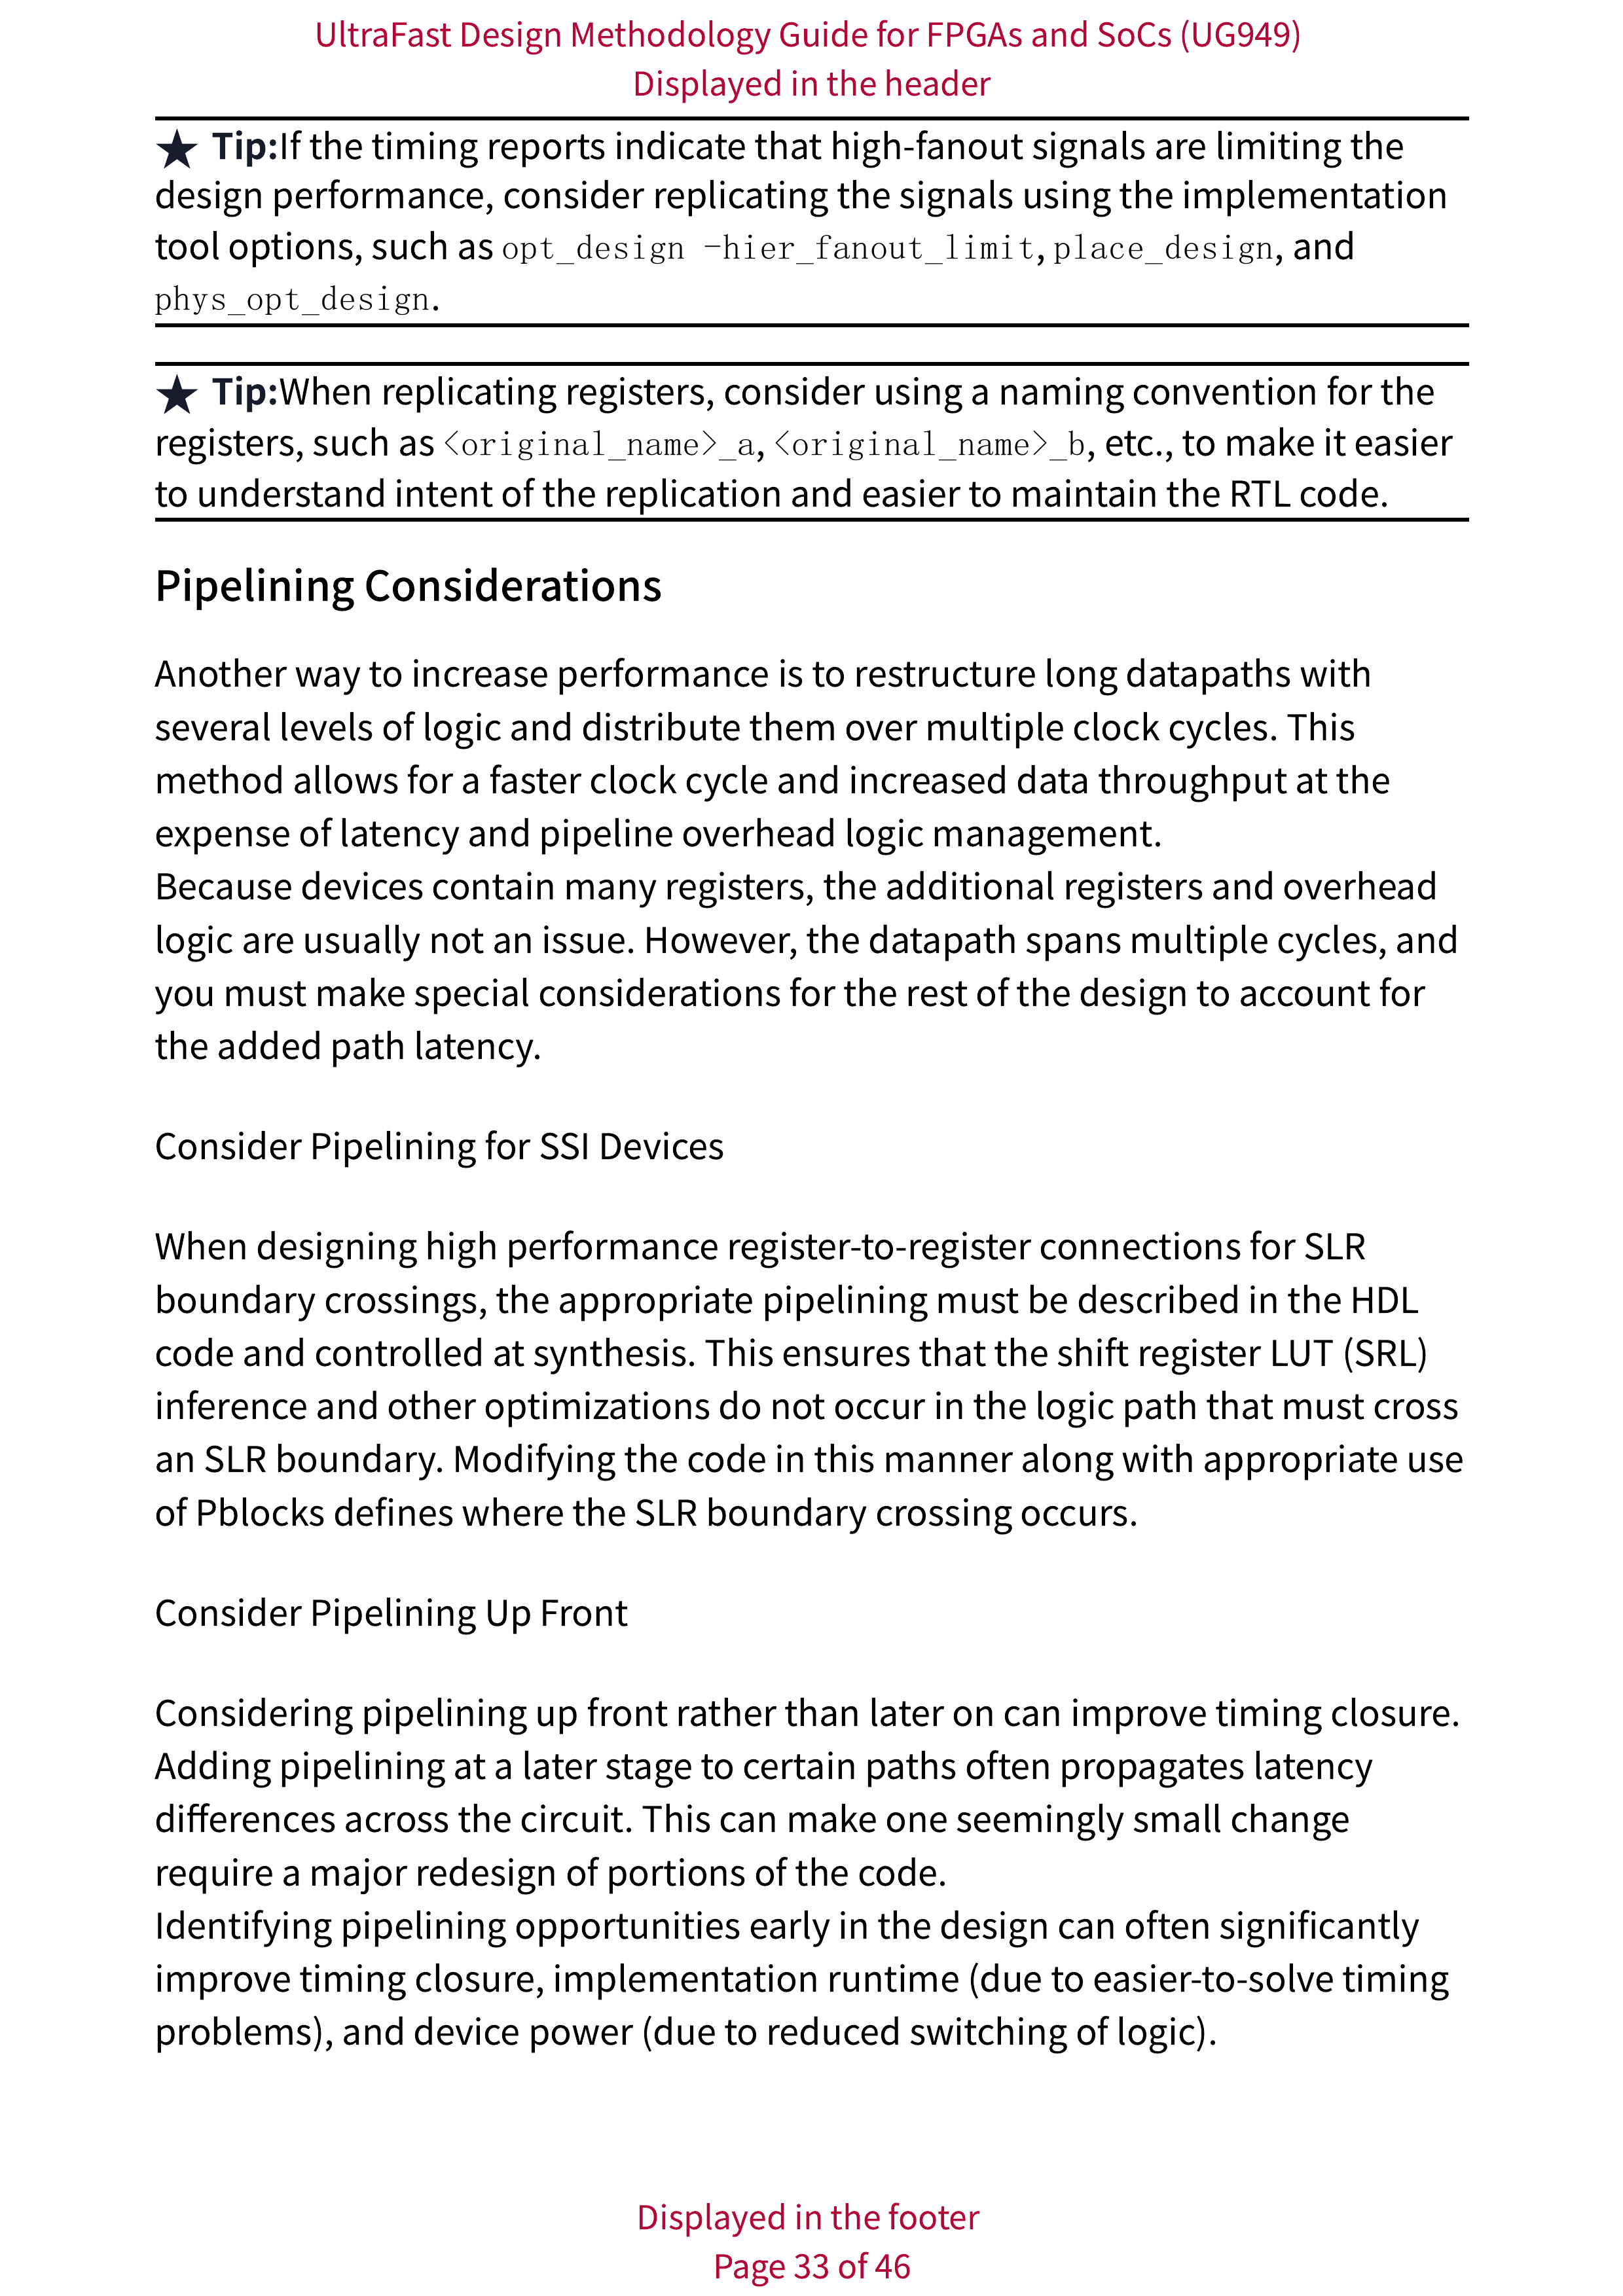 UltraFast Design Methodology Guide for FPGAs and SoCs (UG949)
Displayed in the header
★ Tip:If the timing reports indicate that high-fanout signals are limiting the
design performance, consider replicating the signals using the implementation
tool options, such as opt_design -hier_fanout_limit, place_design, and
phys_opt_design.
★ Tip:When replicating registers, consider using a naming convention for the
registers, such as <original_name>_a, <original_name>_b, etc., to make it easier
to understand intent of the replication and easier to maintain the RTL code.
Pipelining Considerations
Another way to increase performance is to restructure long datapaths with
several levels of logic and distribute them over multiple clock cycles. This
method allows for a faster clock cycle and increased data throughput at the
expense of latency and pipeline overhead logic management.
Because devices contain many registers, the additional registers and overhead
logic are usually not an issue. However, the datapath spans multiple cycles, and
you must make special considerations for the rest of the design to account for
the added path latency.
Consider Pipelining for SSI Devices
When designing high performance register-to-register connections for SLR
boundary crossings, the appropriate pipelining must be described in the HDL
code and controlled at synthesis. This ensures that the shift register LUT (SRL)
inference and other optimizations do not occur in the logic path that must cross
an SLR boundary. Modifying the code in this manner along with appropriate use
of Pblocks defines where the SLR boundary crossing occurs.
Consider Pipelining Up Front
Considering pipelining up front rather than later on can improve timing closure.
Adding pipelining at a later stage to certain paths often propagates latency
differences across the circuit. This can make one seemingly small change
require a major redesign of portions of the code.
Identifying pipelining opportunities early in the design can often significantly
improve timing closure, implementation runtime (due to easier-to-solve timing
problems), and device power (due to reduced switching of logic).
Displayed in the footer
Page 33 of 46